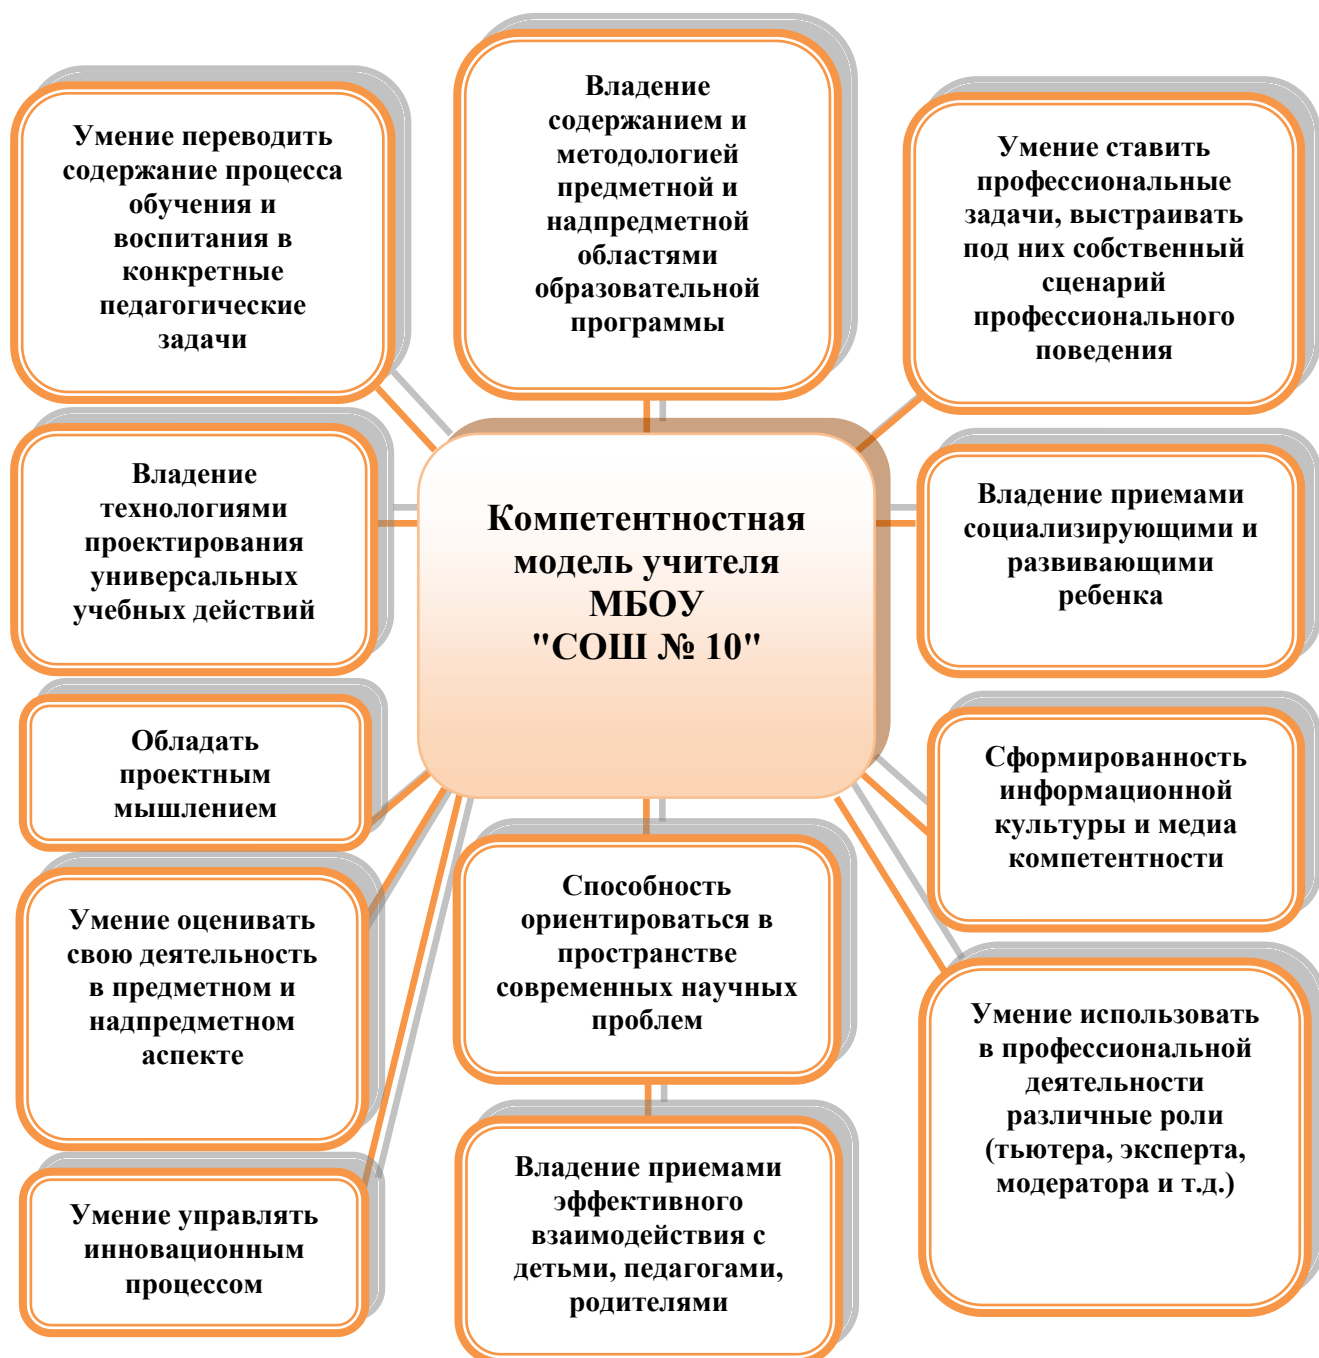 Умение переводить
содержание процесса
обучения и
воспитания в
конкретные
педагогические
задачи
Владение
содержанием и
методологией
предметной и
надпредметной
областями
образовательной
программы
Умение ставить
профессиональные
задачи, выстраивать
под них собственный
сценарий
профессионального
поведения
Владение
технологиями
проектирования
универсальных
учебных действий
Компетентностная
модель учителя
МБОУ
"СОШ № 10"
Владение приемами
социализирующими и
развивающими
ребенка
Обладать
проектным
мышлением
Сформированность
информационной
культуры и медиа
компетентности
Умение оценивать
свою деятельность
в предметном и
надпредметном
аспекте
Способность
ориентироваться в
пространстве
современных научных
проблем
Умение использовать
в профессиональной
деятельности
различные роли
(тьютера, эксперта,
модератора и т.д.)
Умение управлять
инновационным
процессом
Владение приемами
эффективного
взаимодействия с
детьми, педагогами,
родителями